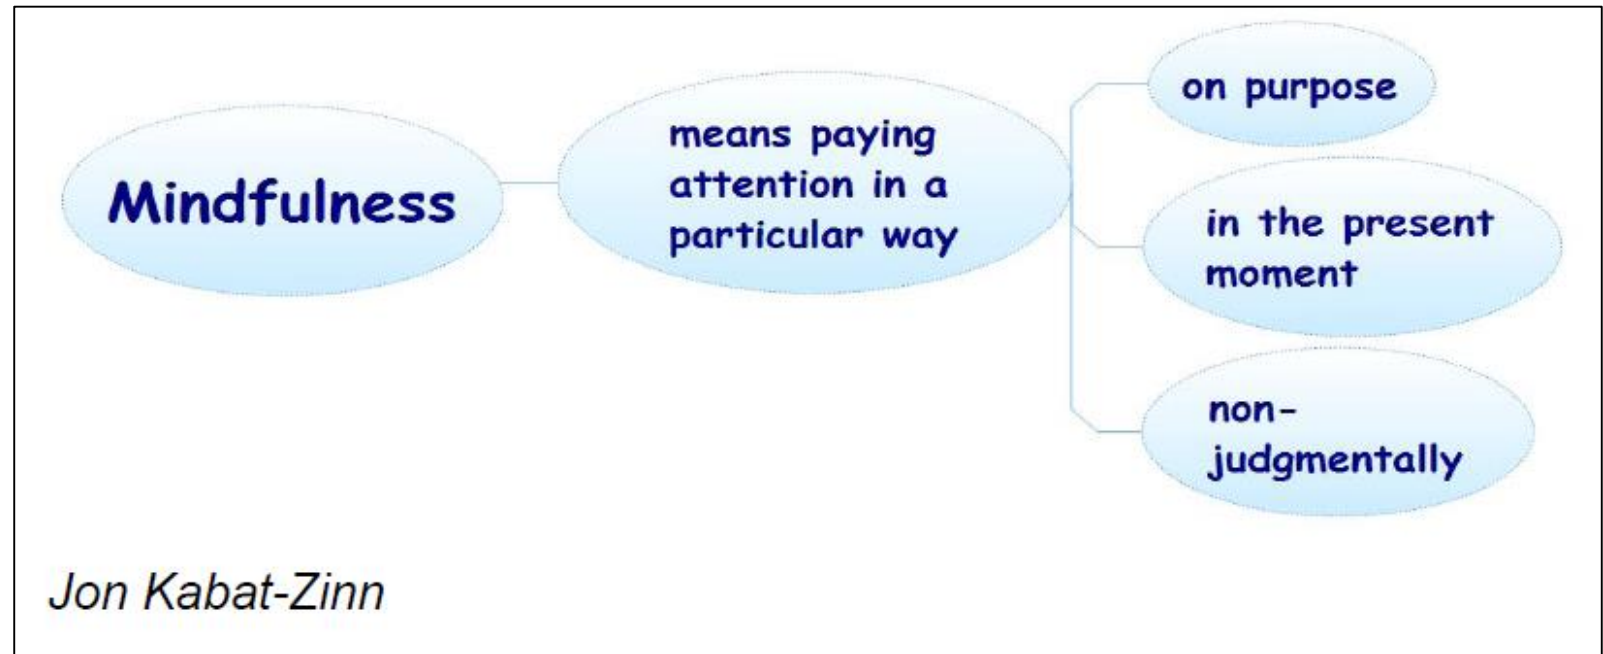 Mindfulness
means paying
attention in a
particular way
on purpose
in the present
moment
non-
judgmentally
Jon Kabat-Zinn